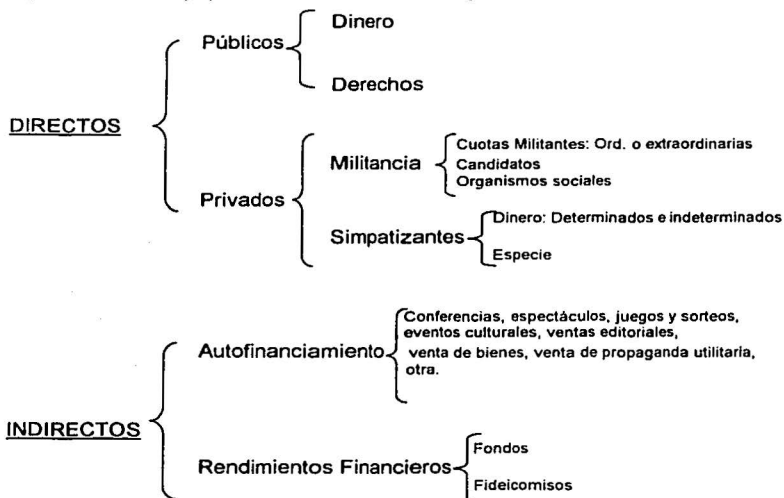 Dinero
Públicos
Derechos
DIRECTOS
Cuotas Militantes: Ord. o extraordinarias
Militancia
Candidatos
Organismos sociales
Privados
Dinero: Determinados e indeterminados
Simpatizantes
Especie
Conferencias, espectáculos, juegos y sorteos,
eventos culturales, ventas editoriales,
Autofinanciamiento
venta de bienes, venta de propaganda utilitaria,
otra.
INDIRECTOS
Fondos
Rendimientos Financieros
Fideicomisos